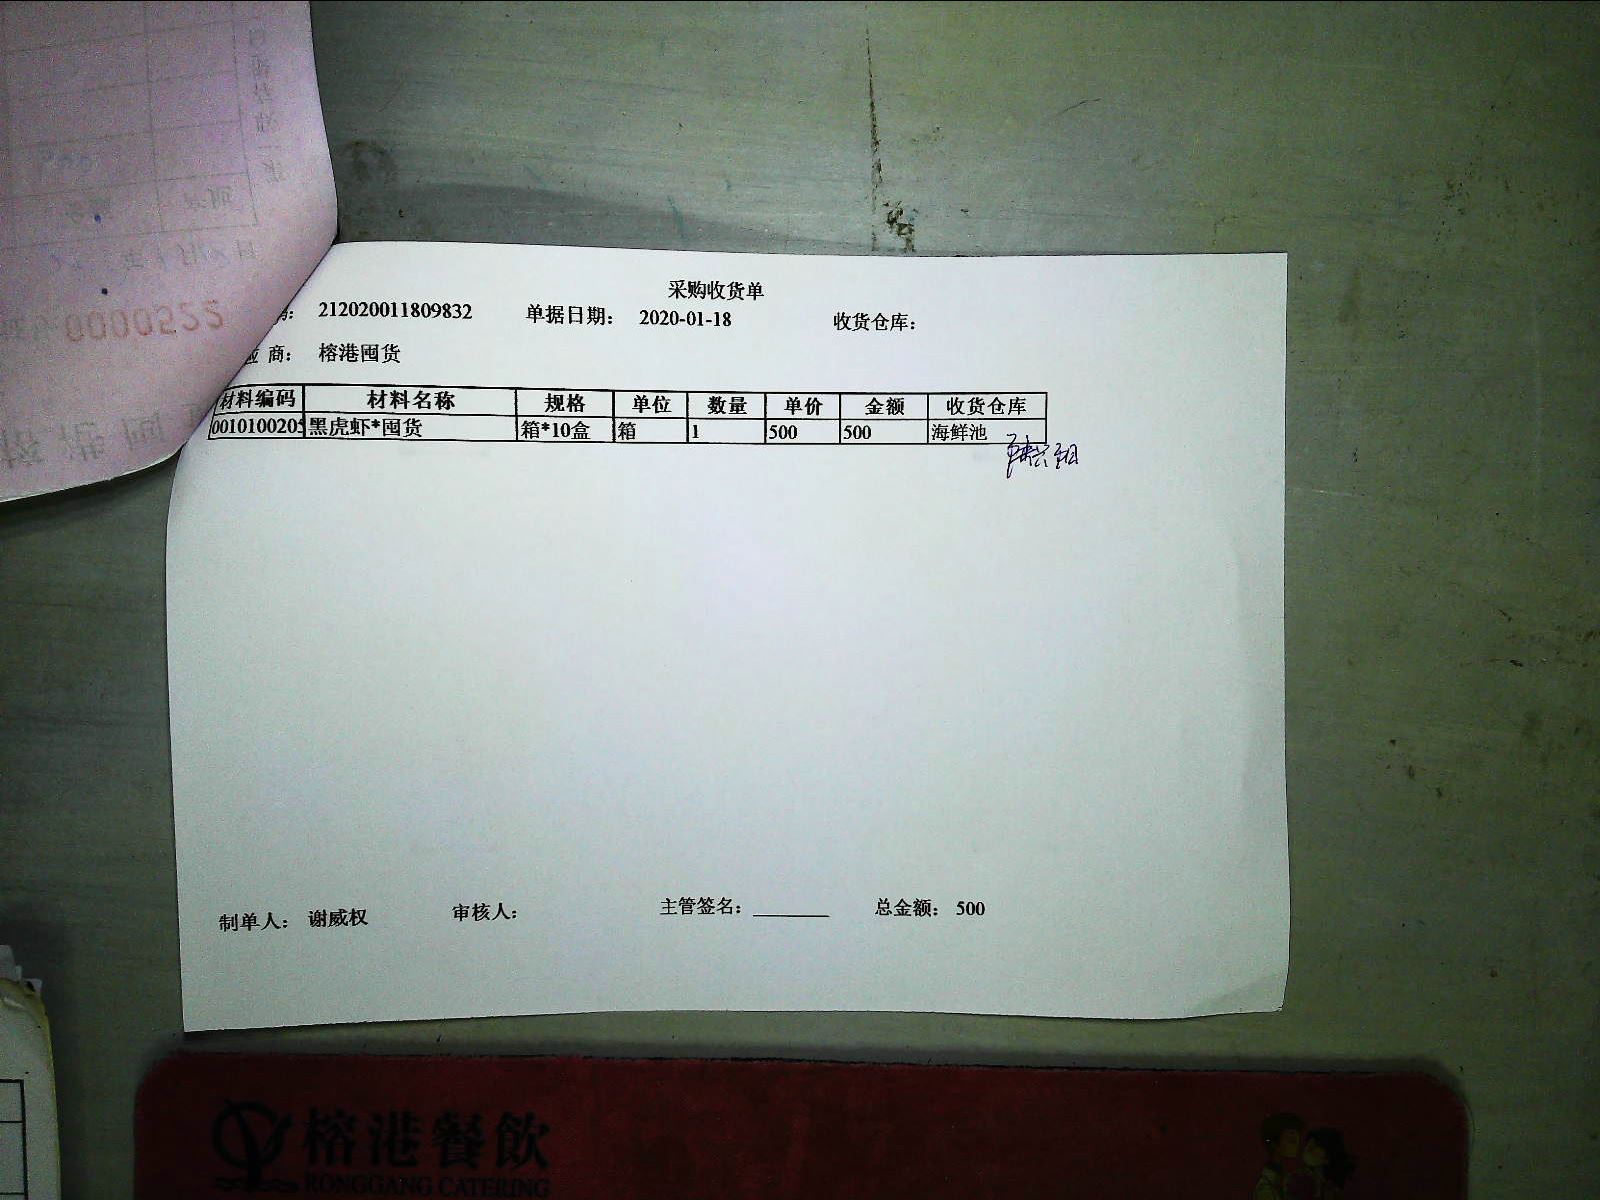 采购收货单
212020011809832 单据日期： 2020-01-18 收货仓库：
商： 榕港囤货
材料编码 材料名称 规格 单位 数量 单价 金额 收货仓库
0010100205 黑虎虾*囤货 箱*10盒 箱 1 500 500 海鲜池
制单人： 谢威权 审核人： 主管签名： 总金额： 500
0000522
榕港餐飲
RONGGANG CATERING